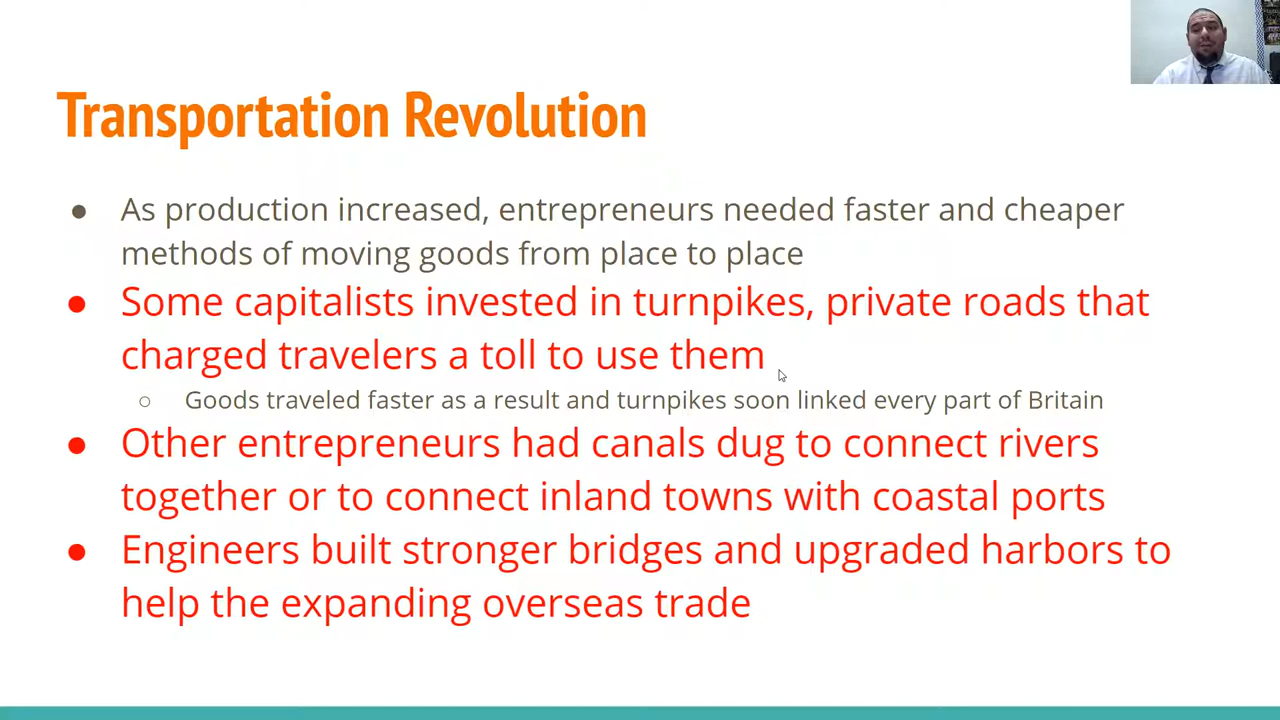 Transportation Revolution
● As production increased, entrepreneurs needed faster and cheaper
methods of moving goods from place to place
● Some capitalists invested in turnpikes, private roads that
charged travelers a toll to use them
○ Goods traveled faster as a result and turnpikes soon linked every part of Britain
● Other entrepreneurs had canals dug to connect rivers
together or to connect inland towns with coastal ports
● Engineers built stronger bridges and upgraded harbors to
help the expanding overseas trade